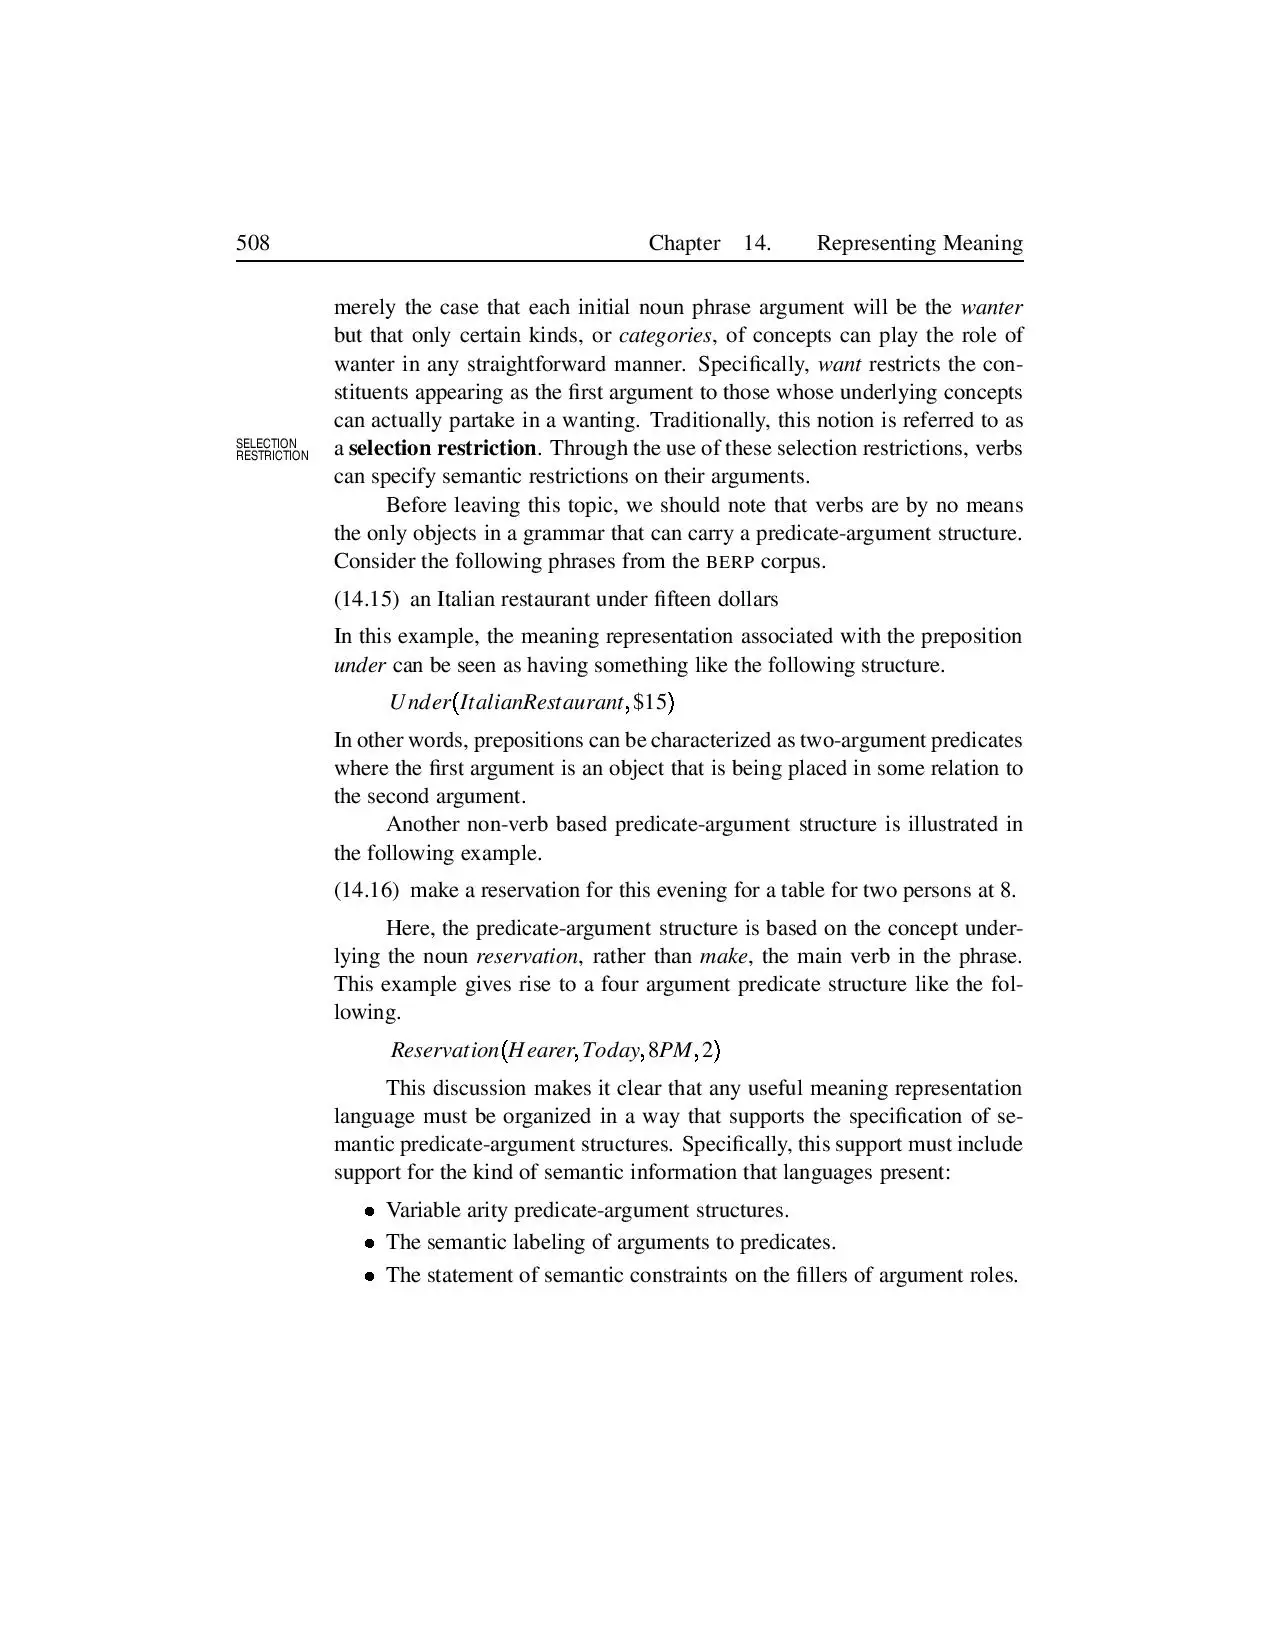 508 Chapter 14. Representing Meaning
merely the case that each initial noun phrase argument will be the wanter
but that only certain kinds, or categories, of concepts can play the role of
wanter in any straightforward manner. Specifically, want restricts the con-
stituents appearing as the first argument to those whose underlying concepts
can actually partake in a wanting. Traditionally, this notion is referred to as
SELECTION
RESTRICTION
a selection restriction. Through the use of these selection restrictions, verbs
can specify semantic restrictions on their arguments.
Before leaving this topic, we should note that verbs are by no means
the only objects in a grammar that can carry a predicate-argument structure.
Consider the following phrases from the BERP corpus.
(14.15) an Italian restaurant under fifteen dollars
In this example, the meaning representation associated with the preposition
under can be seen as having something like the following structure.
Under(ItalianRestaurant,$15)
In other words, prepositions can be characterized as two-argument predicates
where the first argument is an object that is being placed in some relation to
the second argument.
Another non-verb based predicate-argument structure is illustrated in
the following example.
(14.16) make a reservation for this evening for a table for two persons at 8.
Here, the predicate-argument structure is based on the concept under-
lying the noun reservation, rather than make, the main verb in the phrase.
This example gives rise to a four argument predicate structure like the fol-
lowing.
Reservation(Hearer,Today,8PM,2)
This discussion makes it clear that any useful meaning representation
language must be organized in a way that supports the specification of se-
mantic predicate-argument structures. Specifically, this support must include
support for the kind of semantic information that languages present:
• Variable arity predicate-argument structures.
• The semantic labeling of arguments to predicates.
• The statement of semantic constraints on the fillers of argument roles.